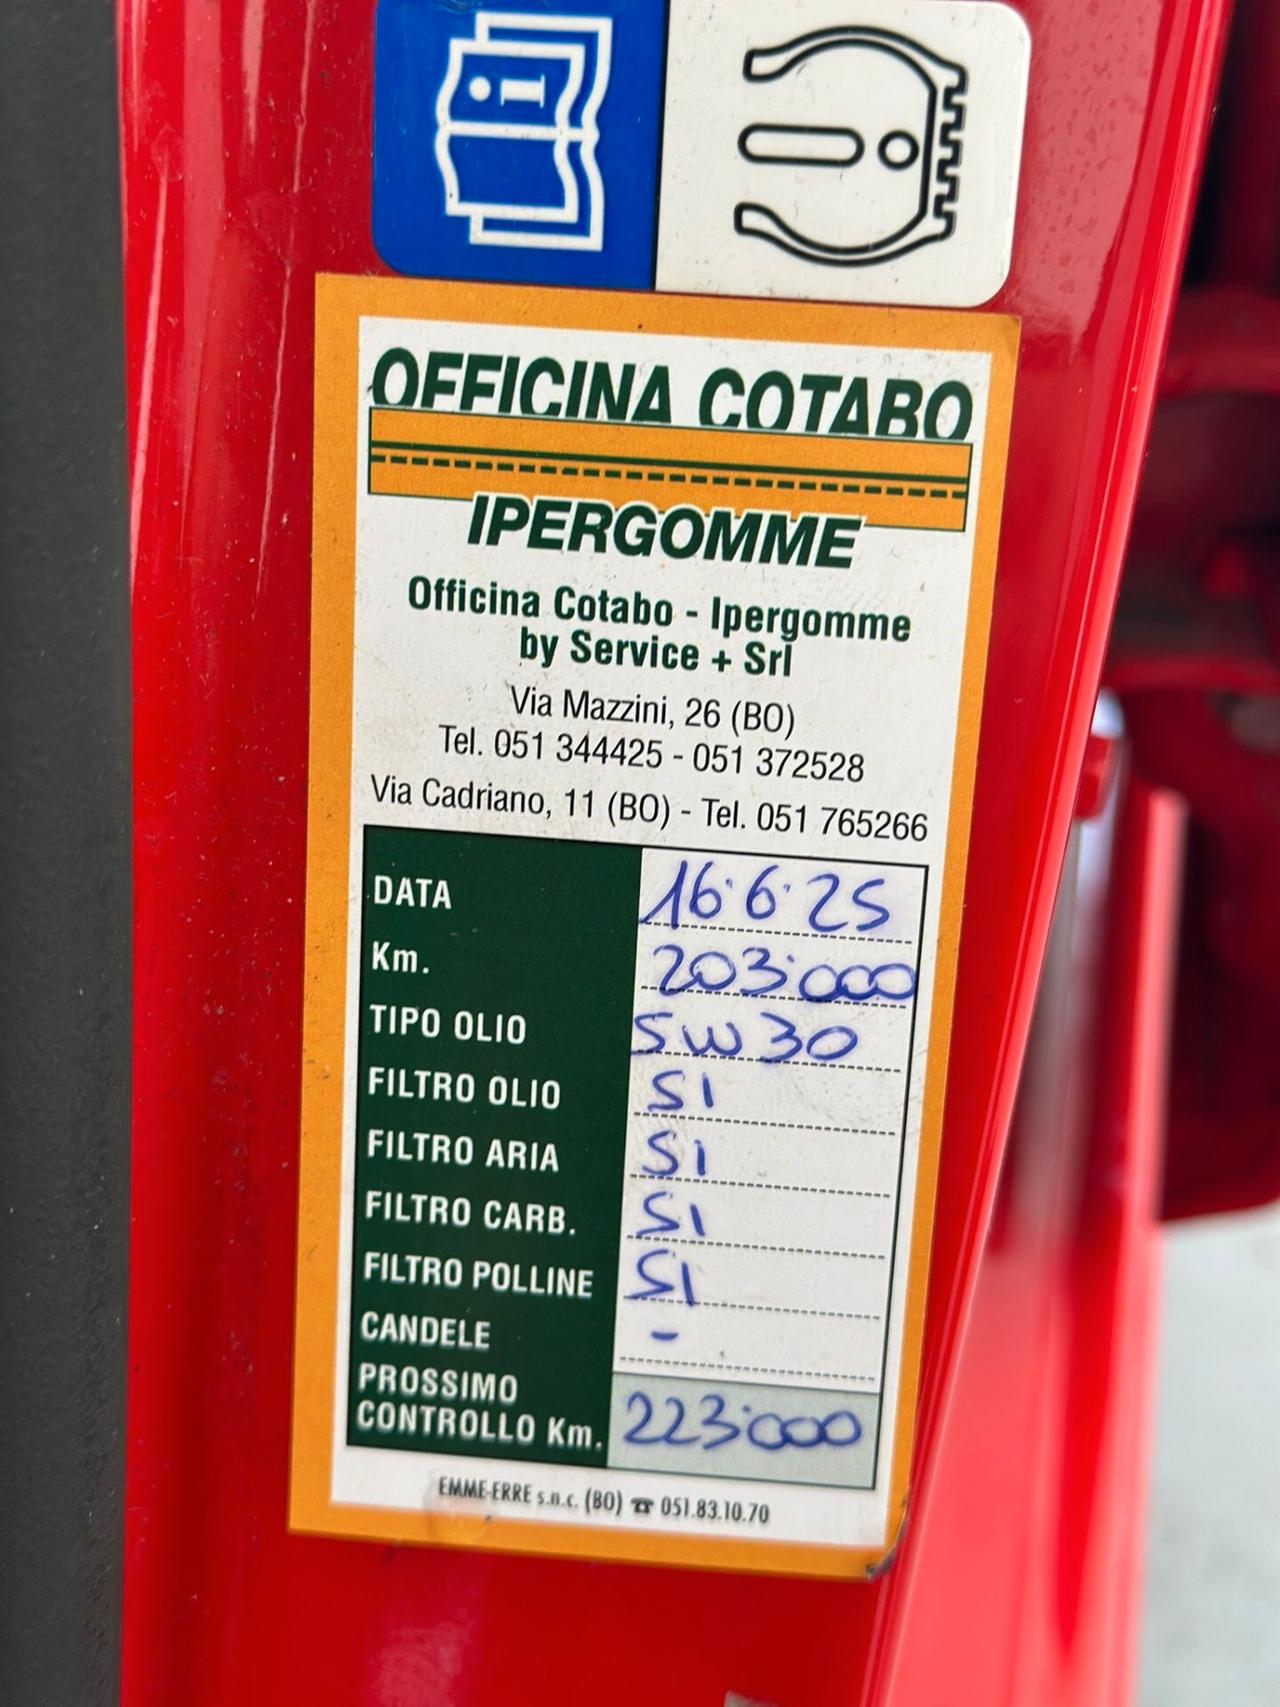 OFFICINA COTABO
IPERGOMME
Officina Cotabo - Ipergomme
by Service + Srl
Via Mazzini, 26 (BO)
Tel. 051 344425 - 051 372528
Via Cadriano, 11 (BO) - Tel. 051 765266
DATA 16·6·25
Km. 203·000
TIPO OLIO 5W30
FILTRO OLIO SI
FILTRO ARIA SI
FILTRO CARB. SI
FILTRO POLLINE SI
CANDELE -
PROSSIMO
CONTROLLO Km. 223·000
EMME-ERRE s.n.c. (BO) ☎ 051.83.10.70